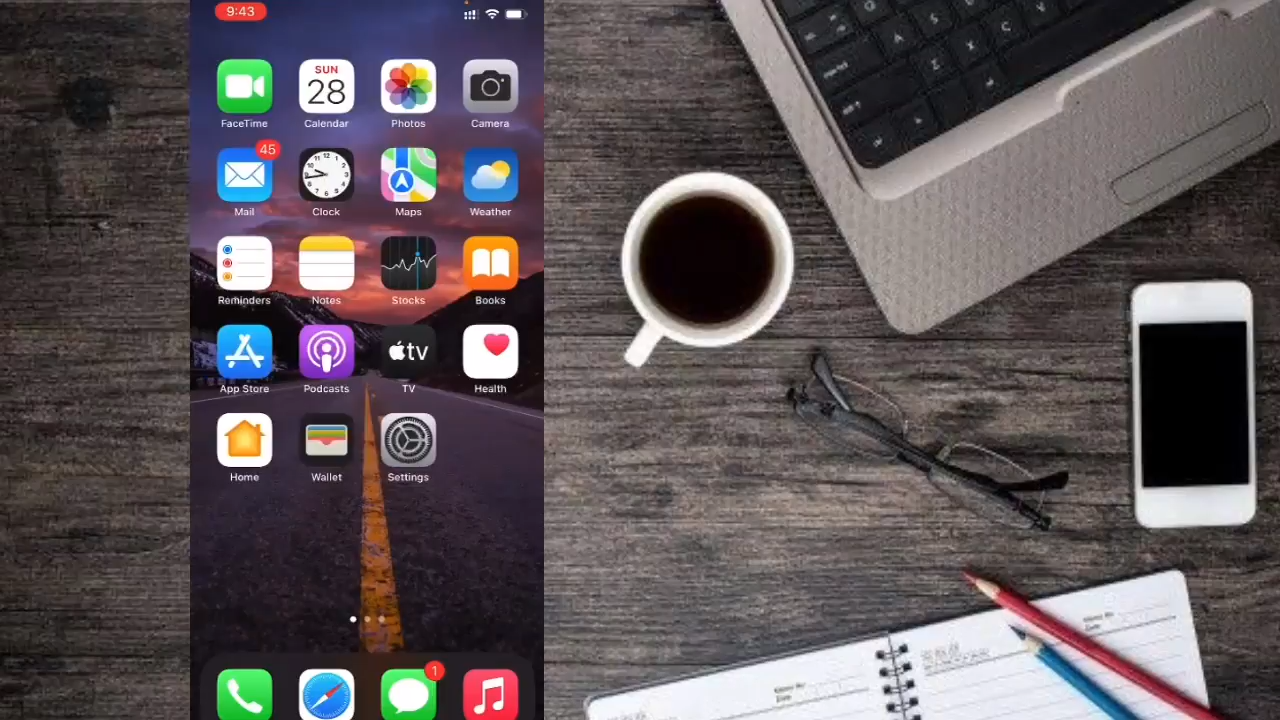 9:43
SUN
28
FaceTime
Calendar
Photos
Camera
45
Mail
Clock
Maps
Weather
Reminders
Notes
Stocks
Books
tv
App Store
Podcasts
TV
Health
Home
Wallet
Settings
1